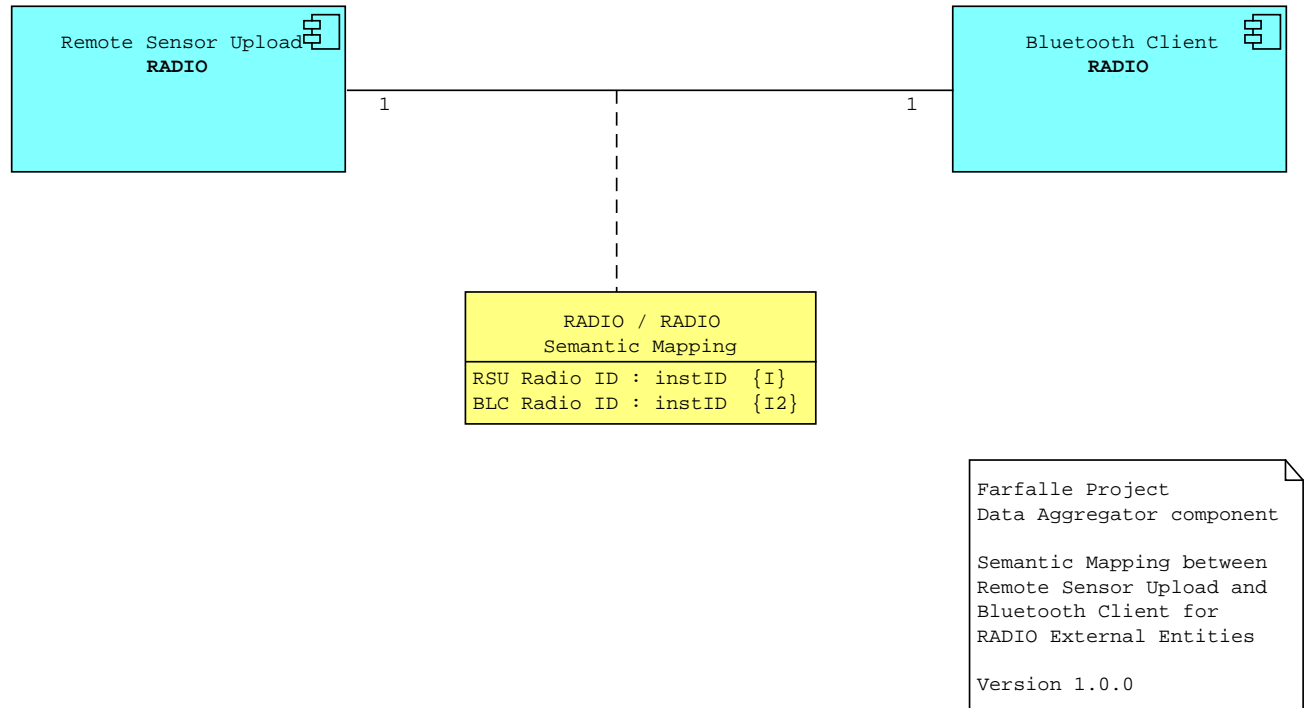 Remote Sensor Upload
RADIO
Bluetooth Client
RADIO
1
1
RADIO / RADIO
Semantic Mapping
RSU Radio ID : instID {I}
BLC Radio ID : instID {I2}
Farfalle Project
Data Aggregator component
Semantic Mapping between
Remote Sensor Upload and
Bluetooth Client for
RADIO External Entities
Version 1.0.0